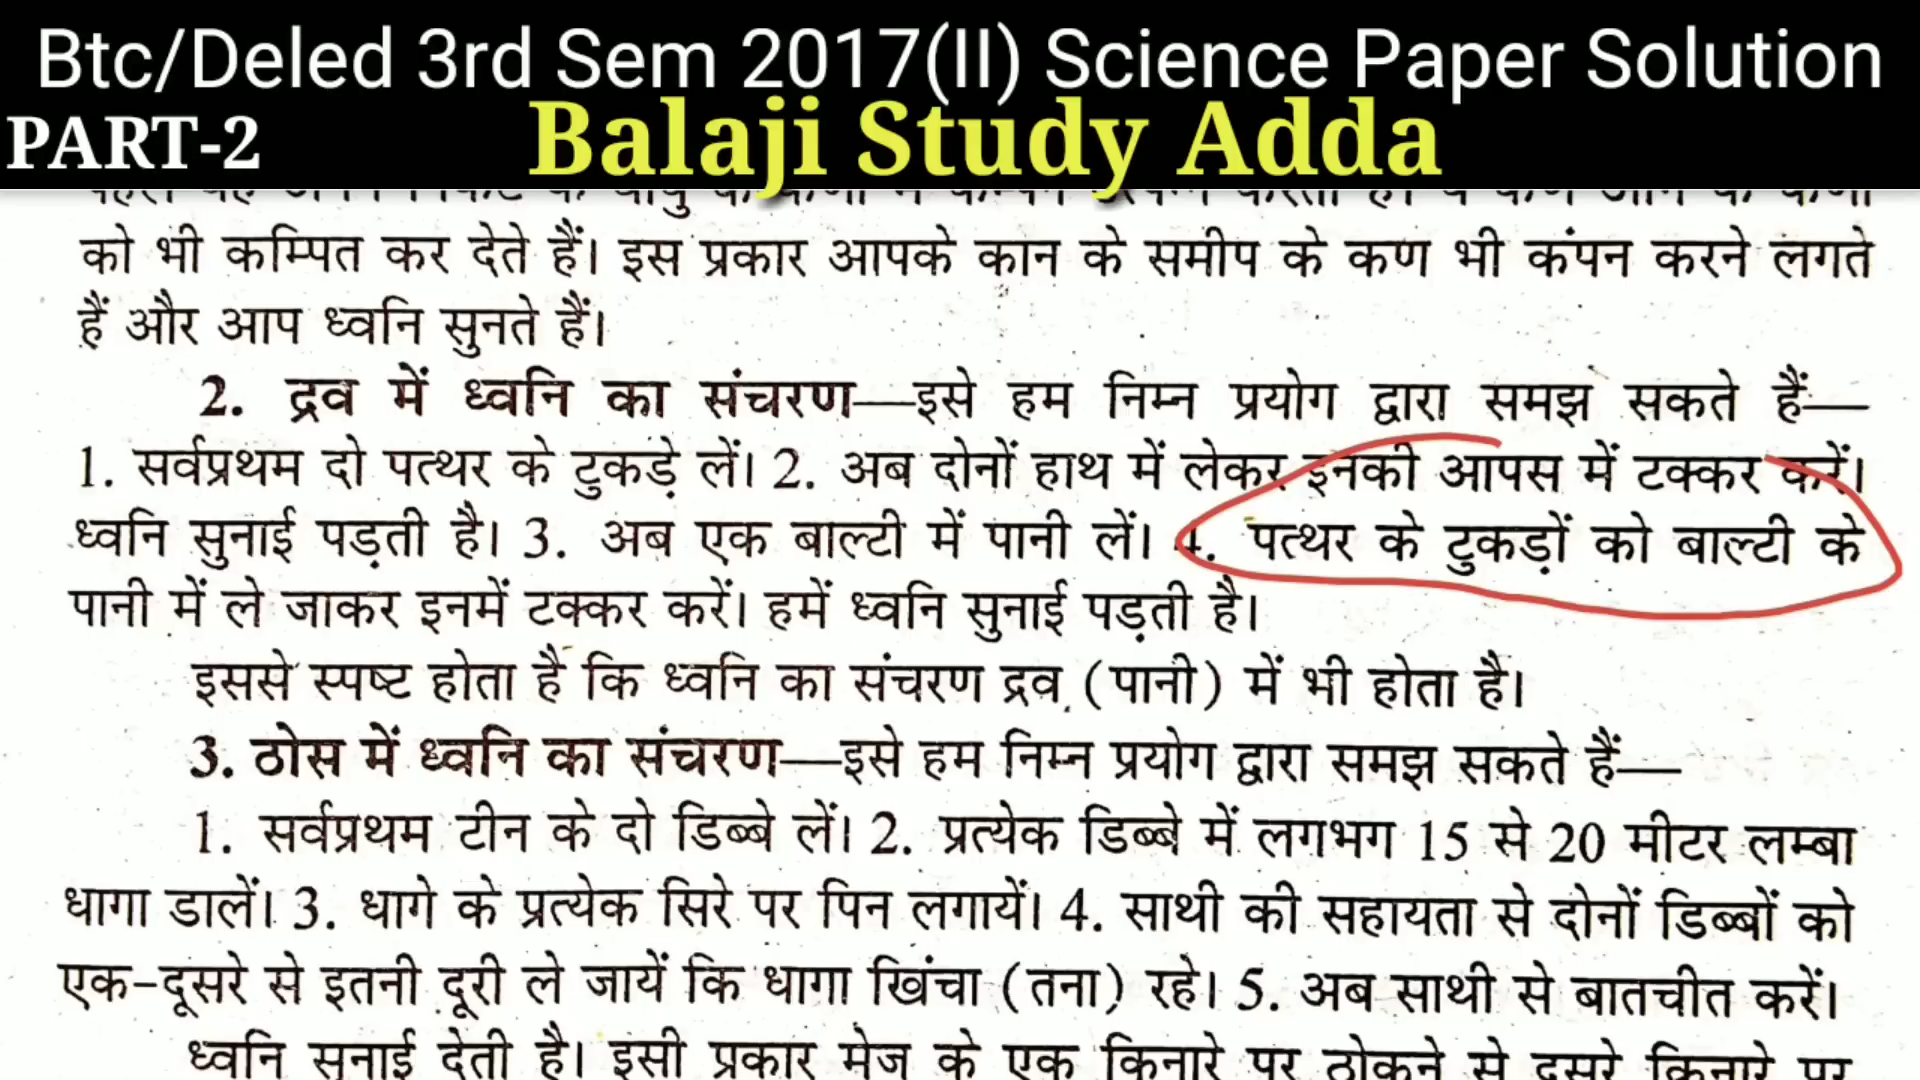 Btc/Deled 3rd Sem 2017(II) Science Paper Solution
PART-2 Balaji Study Adda
को भी कम्पित कर देते हैं। इस प्रकार आपके कान के समीप के कण भी कंपन करने लगते
हैं और आप ध्वनि सुनते हैं।
2. द्रव में ध्वनि का संचरण—इसे हम निम्न प्रयोग द्वारा समझ सकते हैं—
1. सर्वप्रथम दो पत्थर के टुकड़े लें। 2. अब दोनों हाथ में लेकर इनकी आपस में टक्कर करें।
ध्वनि सुनाई पड़ती है। 3. अब एक बाल्टी में पानी लें। 4. पत्थर के टुकड़ों को बाल्टी के
पानी में ले जाकर इनमें टक्कर करें। हमें ध्वनि सुनाई पड़ती है।
इससे स्पष्ट होता है कि ध्वनि का संचरण द्रव (पानी) में भी होता है।
3. ठोस में ध्वनि का संचरण—इसे हम निम्न प्रयोग द्वारा समझ सकते हैं—
1. सर्वप्रथम टीन के दो डिब्बे लें। 2. प्रत्येक डिब्बे में लगभग 15 से 20 मीटर लम्बा
धागा डालें। 3. धागे के प्रत्येक सिरे पर पिन लगायें। 4. साथी की सहायता से दोनों डिब्बों को
एक-दूसरे से इतनी दूरी ले जायें कि धागा खिंचा (तना) रहे। 5. अब साथी से बातचीत करें।
ध्वनि सुनाई देती है। इसी प्रकार मेज के एक किनारे पर ठोकने से दूसरे किनारे पर